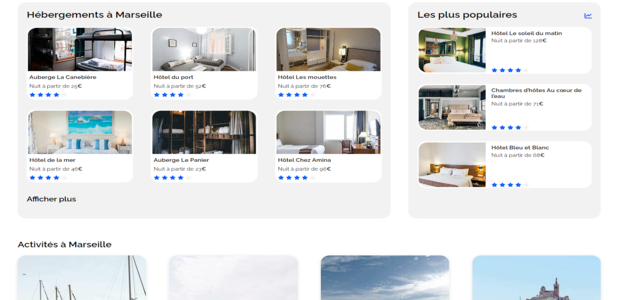 Hébergements à Marseille
Les plus populaires
Auberge La Canebière
Nuit à partir de 25€
Hôtel du port
Nuit à partir de 52€
Hôtel Les mouettes
Nuit à partir de 76€
Hôtel de la mer
Nuit à partir de 46€
Auberge Le Panier
Nuit à partir de 23€
Hôtel Chez Amina
Nuit à partir de 96€
Afficher plus
Hôtel Le soleil du matin
Nuit à partir de 128€
Chambres d'hôtes Au cœur de
l'eau
Nuit à partir de 71€
Hôtel Bleu et Blanc
Nuit à partir de 68€
Activités à Marseille